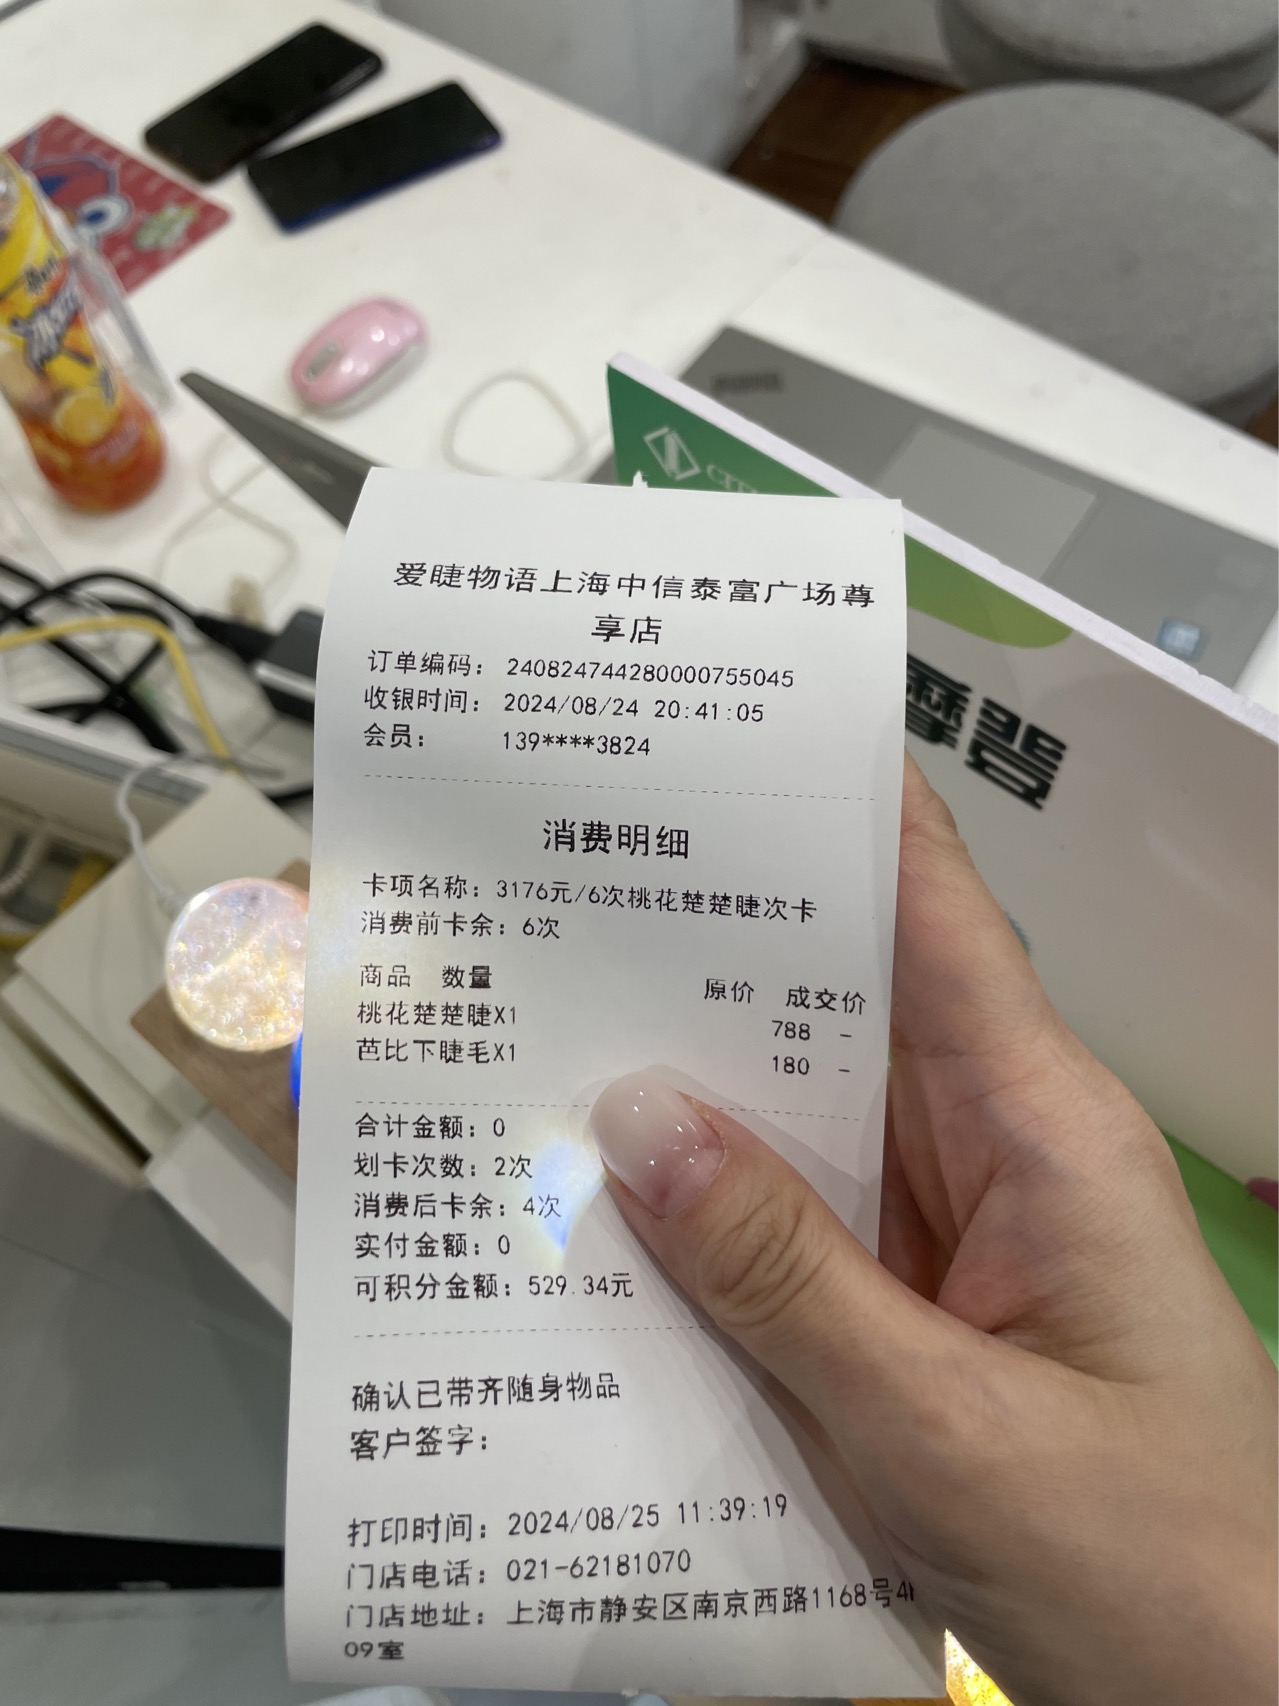 爱睫物语上海中信泰富广场尊
享店
订单编码： 240824744280000755045
收银时间： 2024/08/24 20:41:05
会员： 139****3824
消费明细
卡项名称：3176元/6次桃花楚楚睫次卡
消费前卡余：6次
商品 数量 原价 成交价
桃花楚楚睫X1 788 -
芭比下睫毛X1 180 -
合计金额：0
划卡次数：2次
消费后卡余：4次
实付金额：0
可积分金额：529.34元
确认已带齐随身物品
客户签字：
打印时间：2024/08/25 11:39:19
门店电话：021-62181070
门店地址：上海市静安区南京西路1168号4
09室